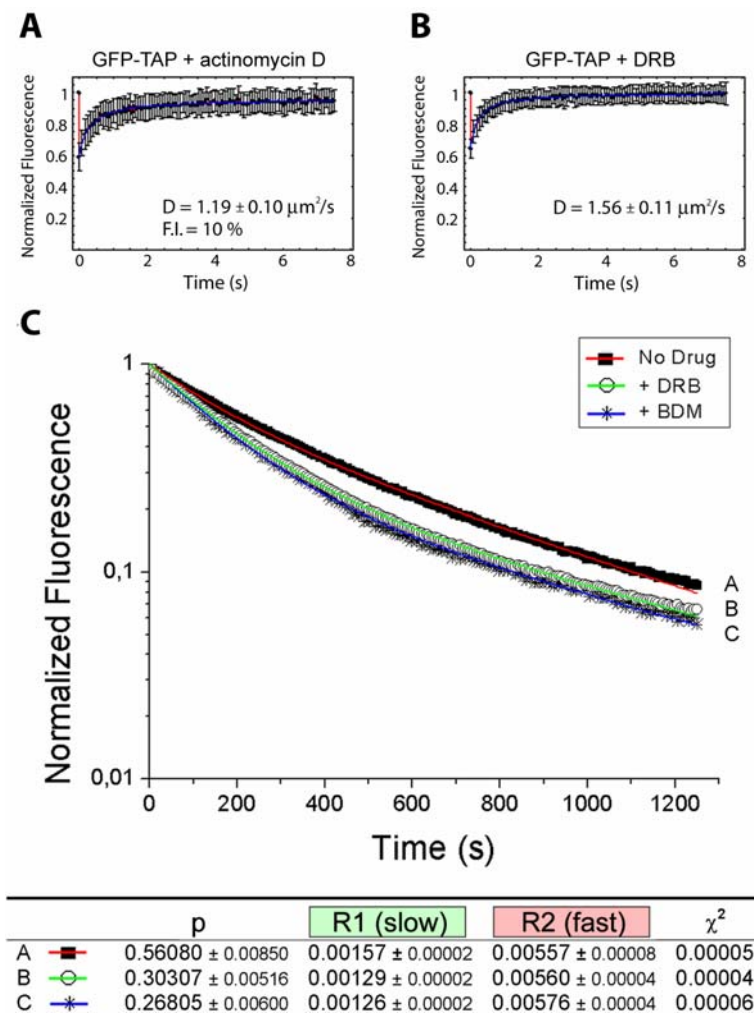 A
GFP-TAP + actinomycin D
Normalized Fluorescence
1
0.8
0.6
0.4
0.2
D = 1.19 ± 0.10 μm²/s
F.I. = 10 %
0 2 4 6 8
Time (s)
B
GFP-TAP + DRB
Normalized Fluorescence
1
0.8
0.6
0.4
0.2
D = 1.56 ± 0.11 μm²/s
0 2 4 6 8
Time (s)
C
Normalized Fluorescence
1
0,1
0,01
No Drug
+ DRB
+ BDM
A
B
C
0 200 400 600 800 1000 1200
Time (s)
p R1 (slow) R2 (fast) χ²
A 0.56080 ± 0.00850 0.00157 ± 0.00002 0.00557 ± 0.00008 0.00005
B 0.30307 ± 0.00516 0.00129 ± 0.00002 0.00560 ± 0.00004 0.00004
C 0.26805 ± 0.00600 0.00126 ± 0.00002 0.00576 ± 0.00004 0.00006